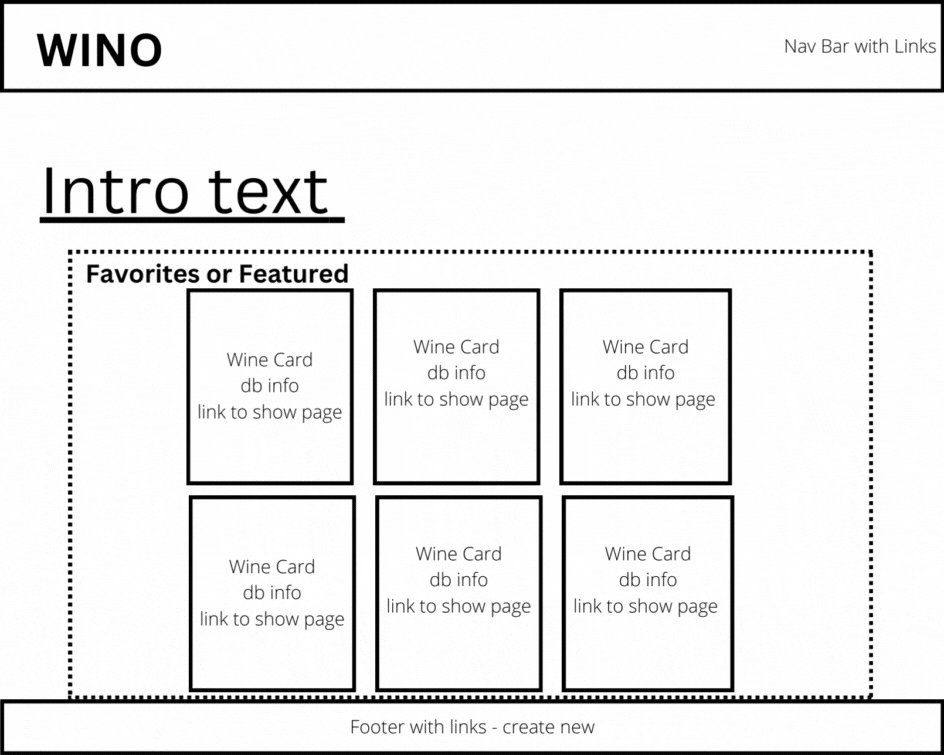 WINO
Nav Bar with Links
Intro text
Favorites or Featured
Wine Card
db info
link to show page
Wine Card
db info
link to show page
Wine Card
db info
link to show page
Wine Card
db info
link to show page
Wine Card
db info
link to show page
Wine Card
db info
link to show page
Footer with links - create new